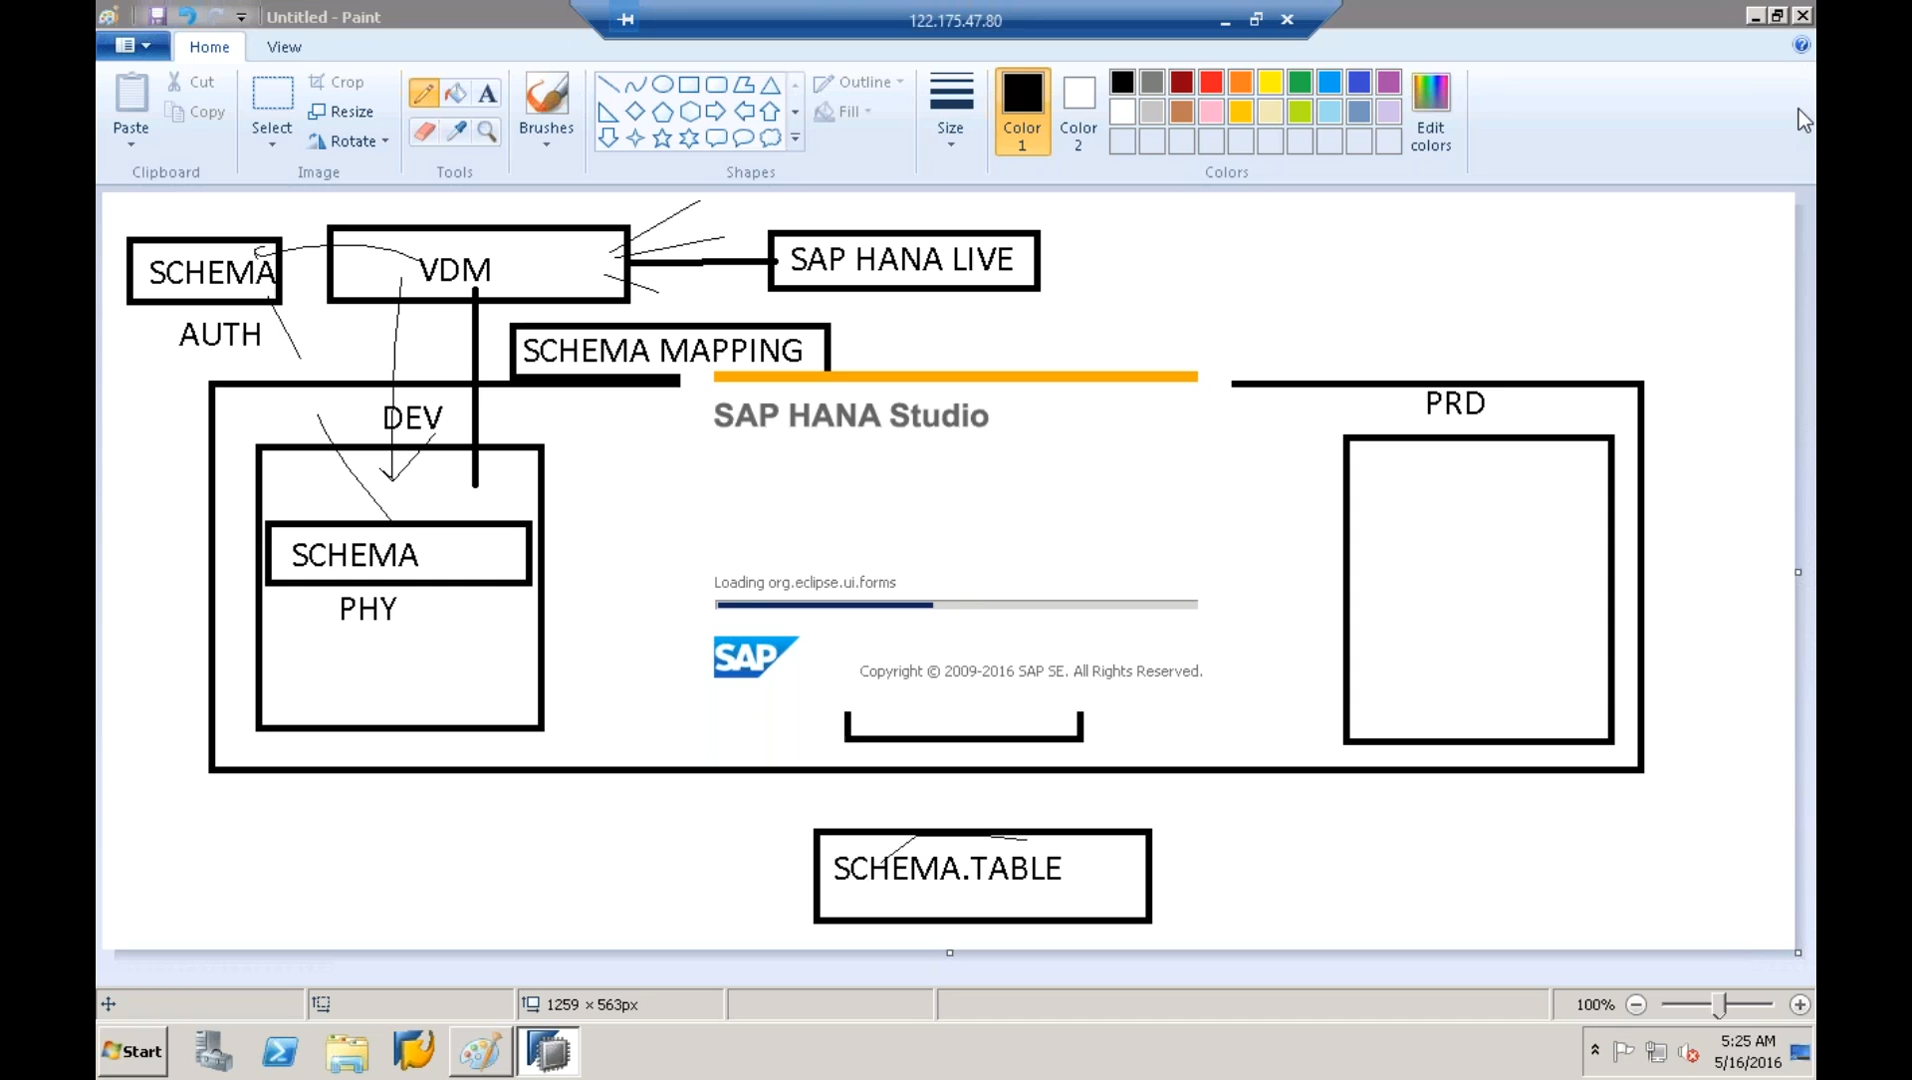 Untitled - Paint
122.175.47.80
Home
View
Paste
Cut
Copy
Clipboard
Select
Crop
Resize
Rotate
Image
Tools
Brushes
Outline
Fill
Shapes
Size
Color
1
Color
2
Edit
colors
Colors
SCHEMA
VDM
SAP HANA LIVE
AUTH
SCHEMA MAPPING
DEV
SAP HANA Studio
PRD
SCHEMA
PHY
Loading org.eclipse.ui.forms
SAP
Copyright © 2009-2016 SAP SE. All Rights Reserved.
SCHEMA.TABLE
1259 × 563px
100%
Start
5:25 AM
5/16/2016